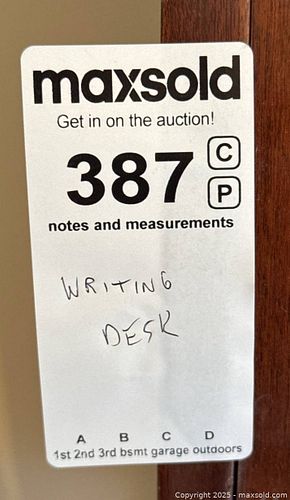 maxsold
Get in on the auction!
387
C
P
notes and measurements
WRITING
DESK
A B C D
1st 2nd 3rd bsmt garage outdoors
Copyright 2025 - maxsold.com